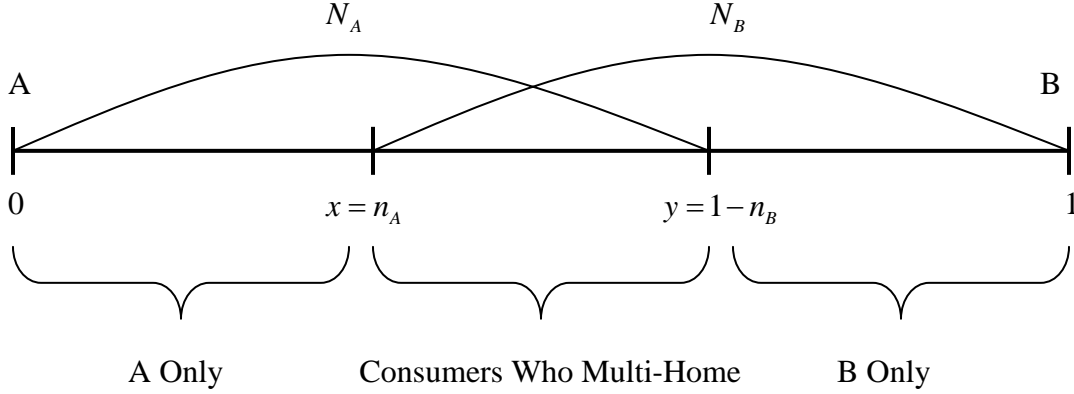 N_A N_B
A B
0 x = n_A y = 1 − n_B 1
A Only Consumers Who Multi-Home B Only